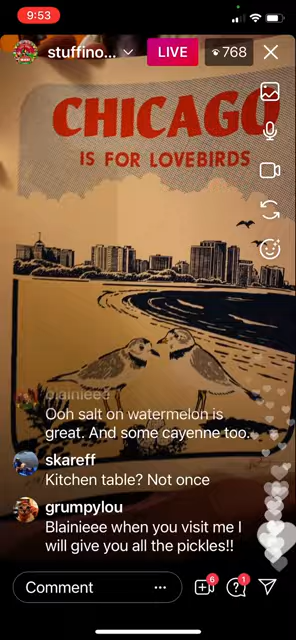 9:53
stuffino...
LIVE
768
CHICAGO
IS FOR LOVEBIRDS
blainieee
Ooh salt on watermelon is
great. And some cayenne too.
skareff
Kitchen table? Not once
grumpylou
Blainieee when you visit me I
will give you all the pickles!!
Comment
6
1